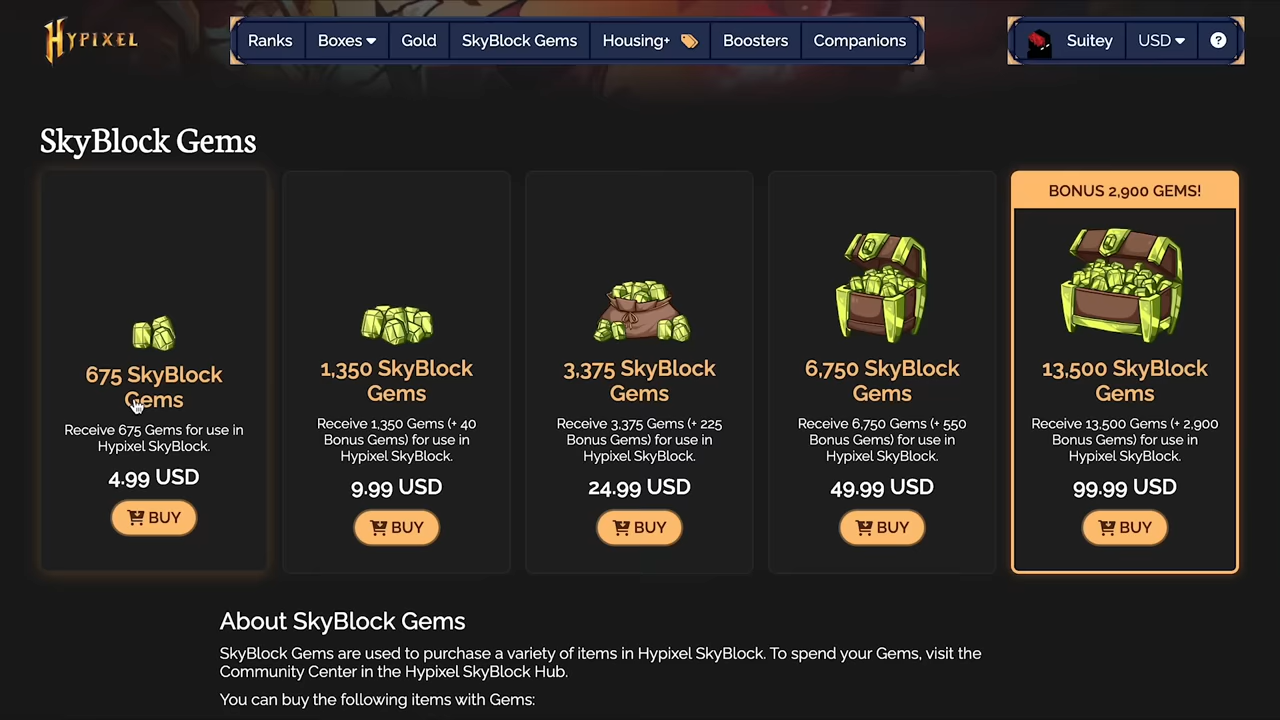 HYPIXEL
Ranks
Boxes
Gold
SkyBlock Gems
Housing+
Boosters
Companions
Suitey
USD
?
SkyBlock Gems
675 SkyBlock
Gems
Receive 675 Gems for use in
Hypixel SkyBlock.
4.99 USD
BUY
1,350 SkyBlock
Gems
Receive 1,350 Gems (+ 40
Bonus Gems) for use in
Hypixel SkyBlock.
9.99 USD
BUY
3,375 SkyBlock
Gems
Receive 3,375 Gems (+ 225
Bonus Gems) for use in
Hypixel SkyBlock.
24.99 USD
BUY
6,750 SkyBlock
Gems
Receive 6,750 Gems (+ 550
Bonus Gems) for use in
Hypixel SkyBlock.
49.99 USD
BUY
BONUS 2,900 GEMS!
13,500 SkyBlock
Gems
Receive 13,500 Gems (+ 2,900
Bonus Gems) for use in
Hypixel SkyBlock.
99.99 USD
BUY
About SkyBlock Gems
SkyBlock Gems are used to purchase a variety of items in Hypixel SkyBlock. To spend your Gems, visit the
Community Center in the Hypixel SkyBlock Hub.
You can buy the following items with Gems: